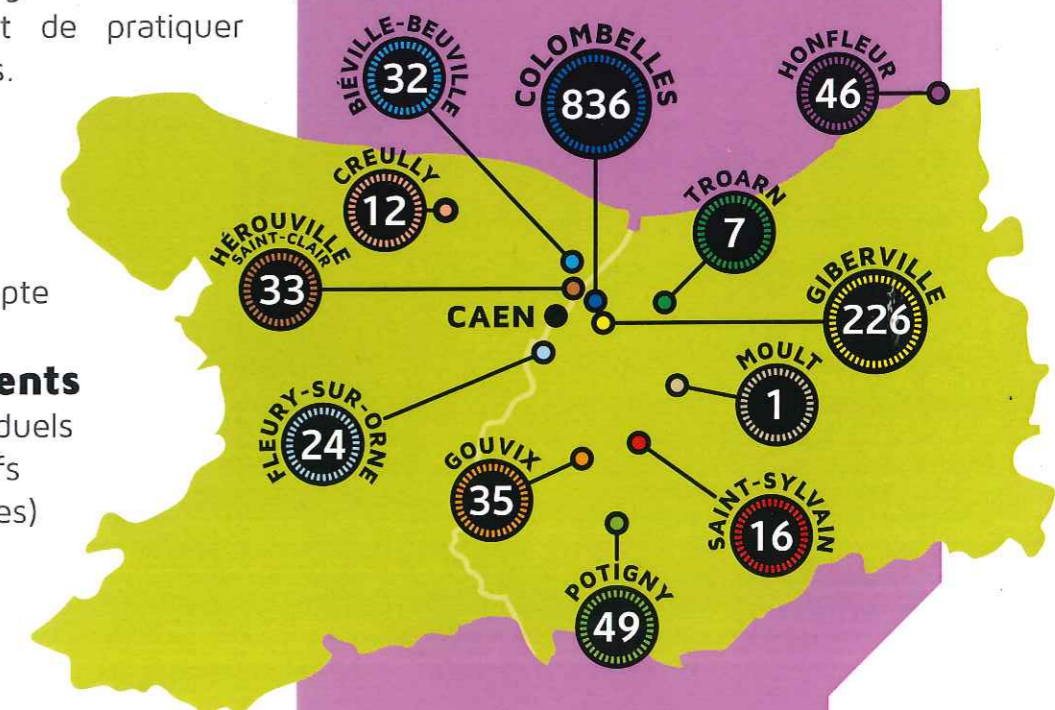 t de pratiquer
s.
pte
ents
duels
fs
es)
BIÉVILLE-BEUVILLE
32
COLOMBELLES
836
HONFLEUR
46
CREULLY
12
TROARN
7
HÉROUVILLE
SAINT-CLAIR
33
CAEN
GIBERVILLE
226
MOULT
1
FLEURY-SUR-ORNE
24
GOUVIX
35
SAINT-SYLVAIN
16
POTIGNY
49